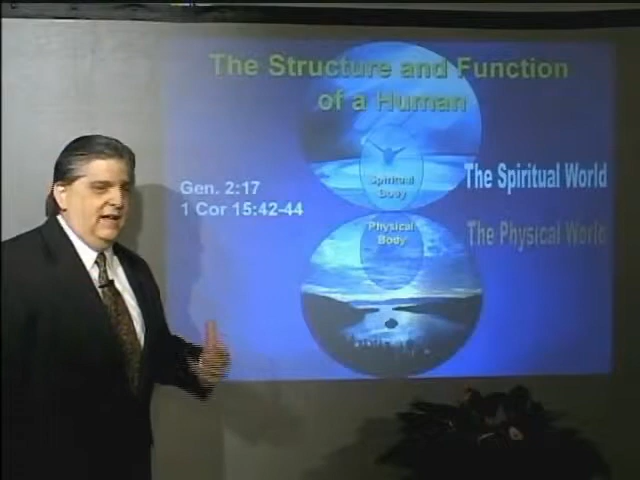 The Structure and Function
of a Human
Gen. 2:17
1 Cor 15:42-44
Spiritual
Body
The Spiritual World
Physical
Body
The Physical World